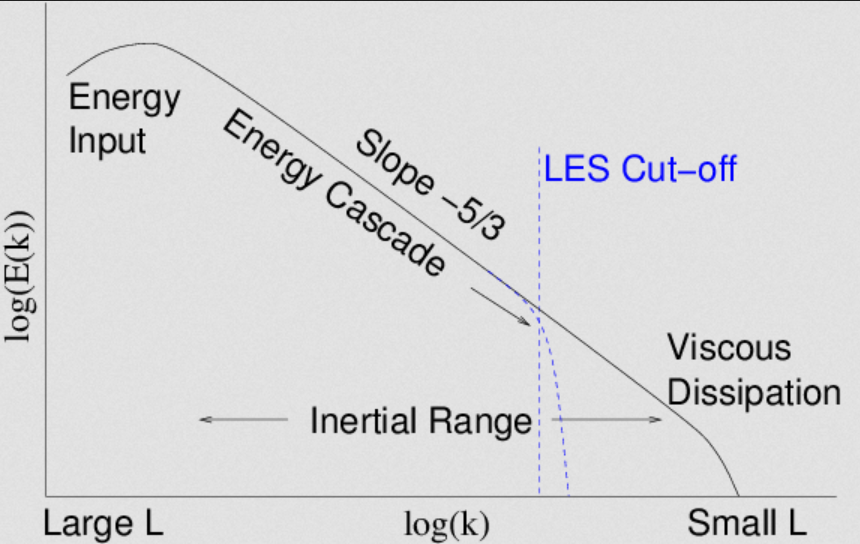 Energy
Input
Energy Cascade
Slope −5/3
LES Cut−off
log(E(k))
Viscous
Dissipation
Inertial Range
Large L
log(k)
Small L